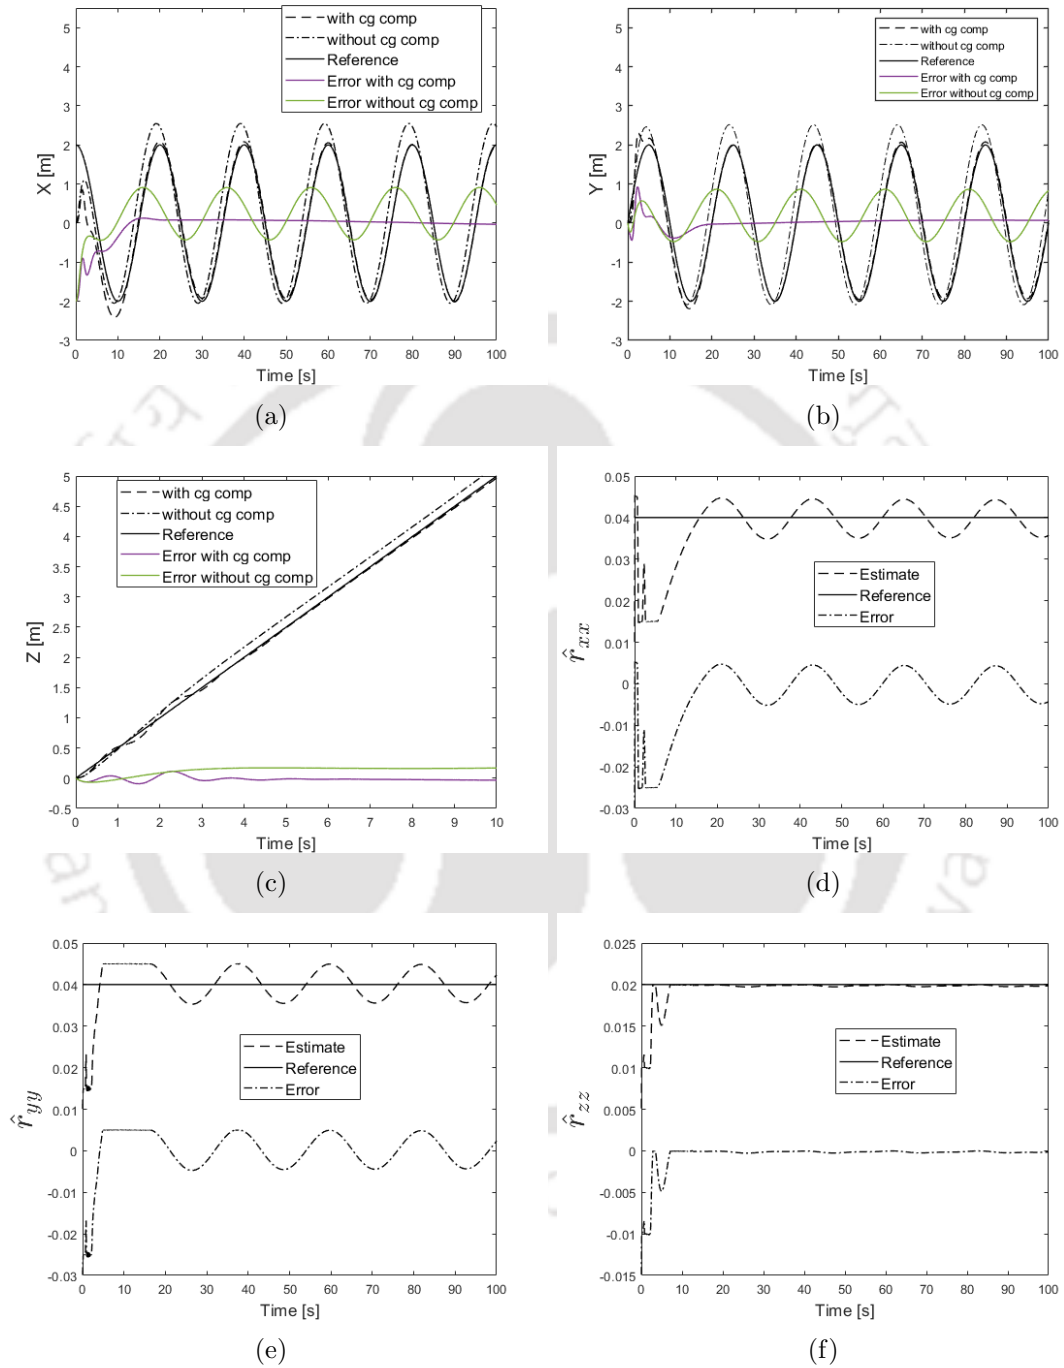 with cg comp
without cg comp
Reference
Error with cg comp
Error without cg comp
X [m]
5
4
3
2
1
0
-1
-2
-3
0 10 20 30 40 50 60 70 80 90 100
Time [s]
(a)
with cg comp
without cg comp
Reference
Error with cg comp
Error without cg comp
Y [m]
5
4
3
2
1
0
-1
-2
-3
0 10 20 30 40 50 60 70 80 90 100
Time [s]
(b)
with cg comp
without cg comp
Reference
Error with cg comp
Error without cg comp
Z [m]
5
4.5
4
3.5
3
2.5
2
1.5
1
0.5
0
-0.5
0 1 2 3 4 5 6 7 8 9 10
Time [s]
(c)
Estimate
Reference
Error
r̂xx
0.05
0.04
0.03
0.02
0.01
0
-0.01
-0.02
-0.03
0 10 20 30 40 50 60 70 80 90 100
Time [s]
(d)
Estimate
Reference
Error
r̂yy
0.05
0.04
0.03
0.02
0.01
0
-0.01
-0.02
-0.03
0 10 20 30 40 50 60 70 80 90 100
Time [s]
(e)
Estimate
Reference
Error
r̂zz
0.025
0.02
0.015
0.01
0.005
0
-0.005
-0.01
-0.015
0 10 20 30 40 50 60 70 80 90 100
Time [s]
(f)